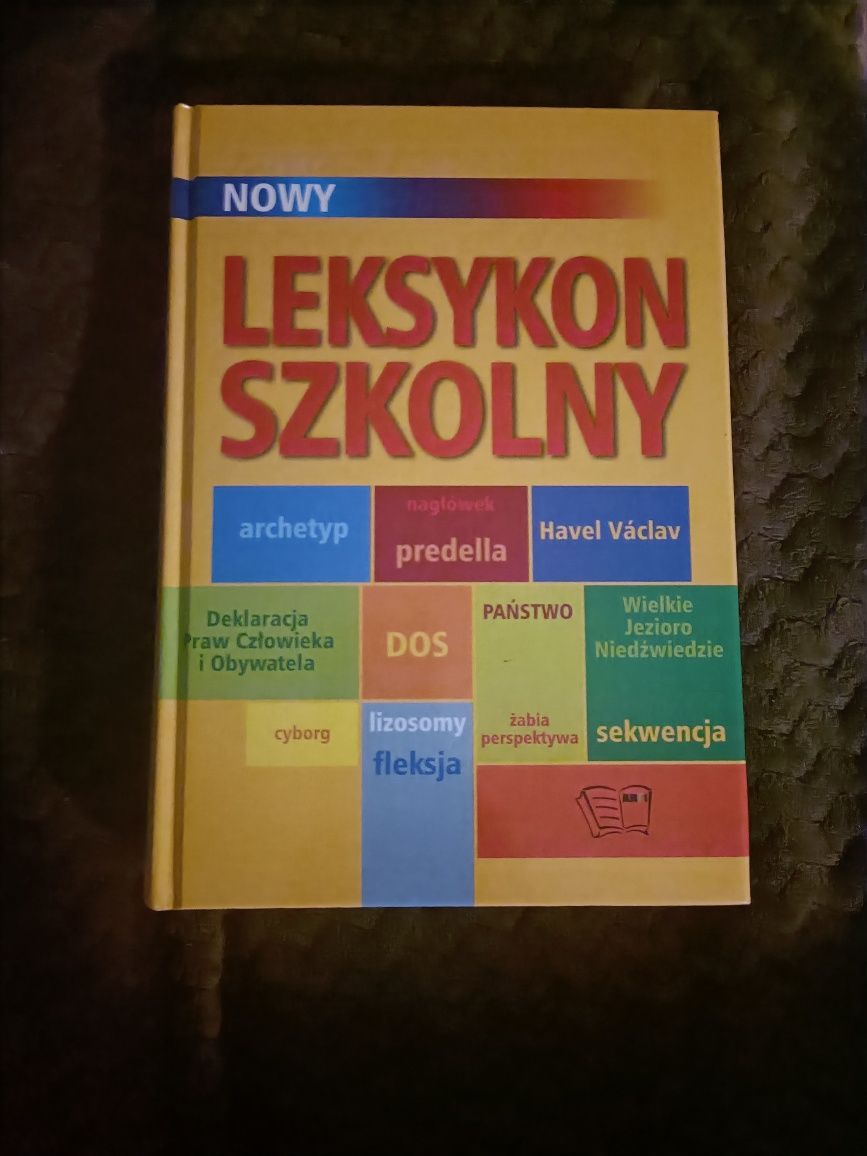 NOWY
LEKSYKON
SZKOLNY
archetyp
nagłówek
predella
Havel Václav
Deklaracja
Praw Człowieka
i Obywatela
DOS
PAŃSTWO
Wielkie
Jezioro
Niedźwiedzie
cyborg
lizosomy
fleksja
żabia
perspektywa
sekwencja